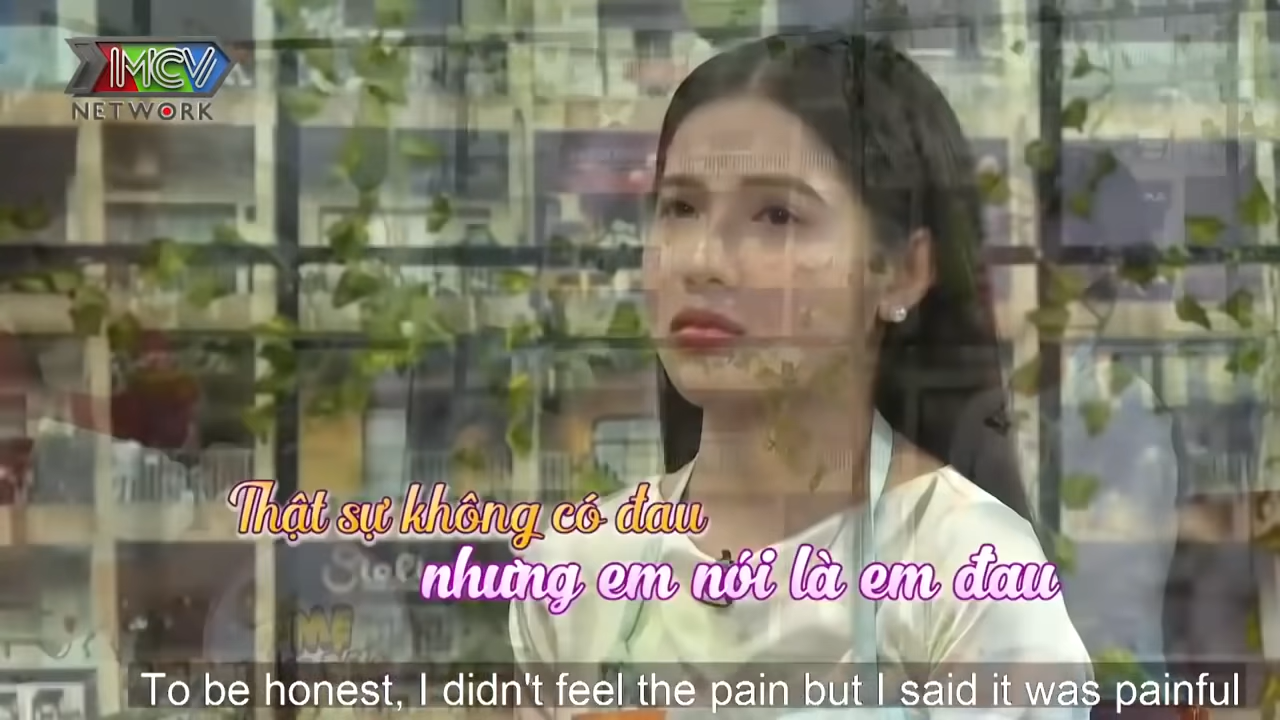 MCV
NETWORK
Thật sự không có đau
nhưng em nói là em đau
To be honest, I didn't feel the pain but I said it was painful